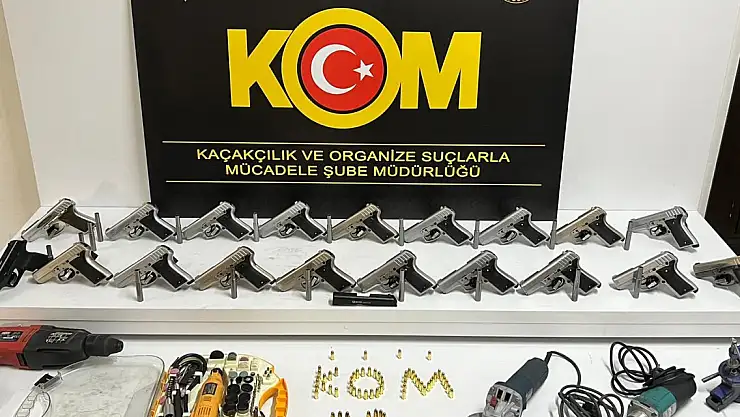 KOM
KAÇAKÇILIK VE ORGANİZE SUÇLARLA
MÜCADELE ŞUBE MÜDÜRLÜĞÜ
KOM